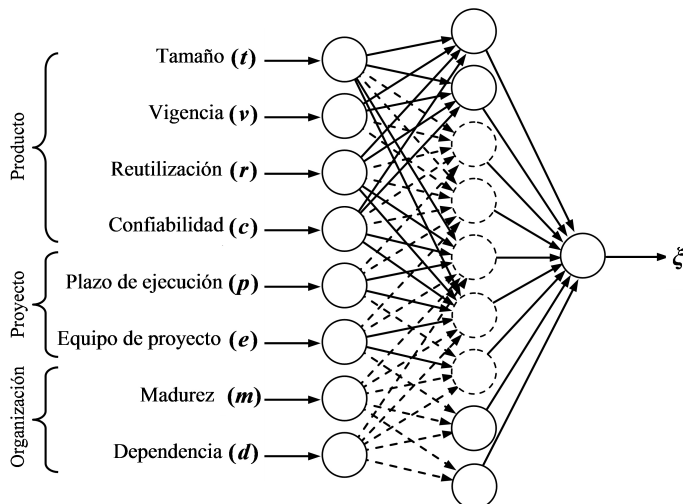 Producto
Tamaño (t)
Vigencia (v)
Reutilización (r)
Confiabilidad (c)
Proyecto
Plazo de ejecución (p)
Equipo de proyecto (e)
Organización
Madurez (m)
Dependencia (d)
ξ